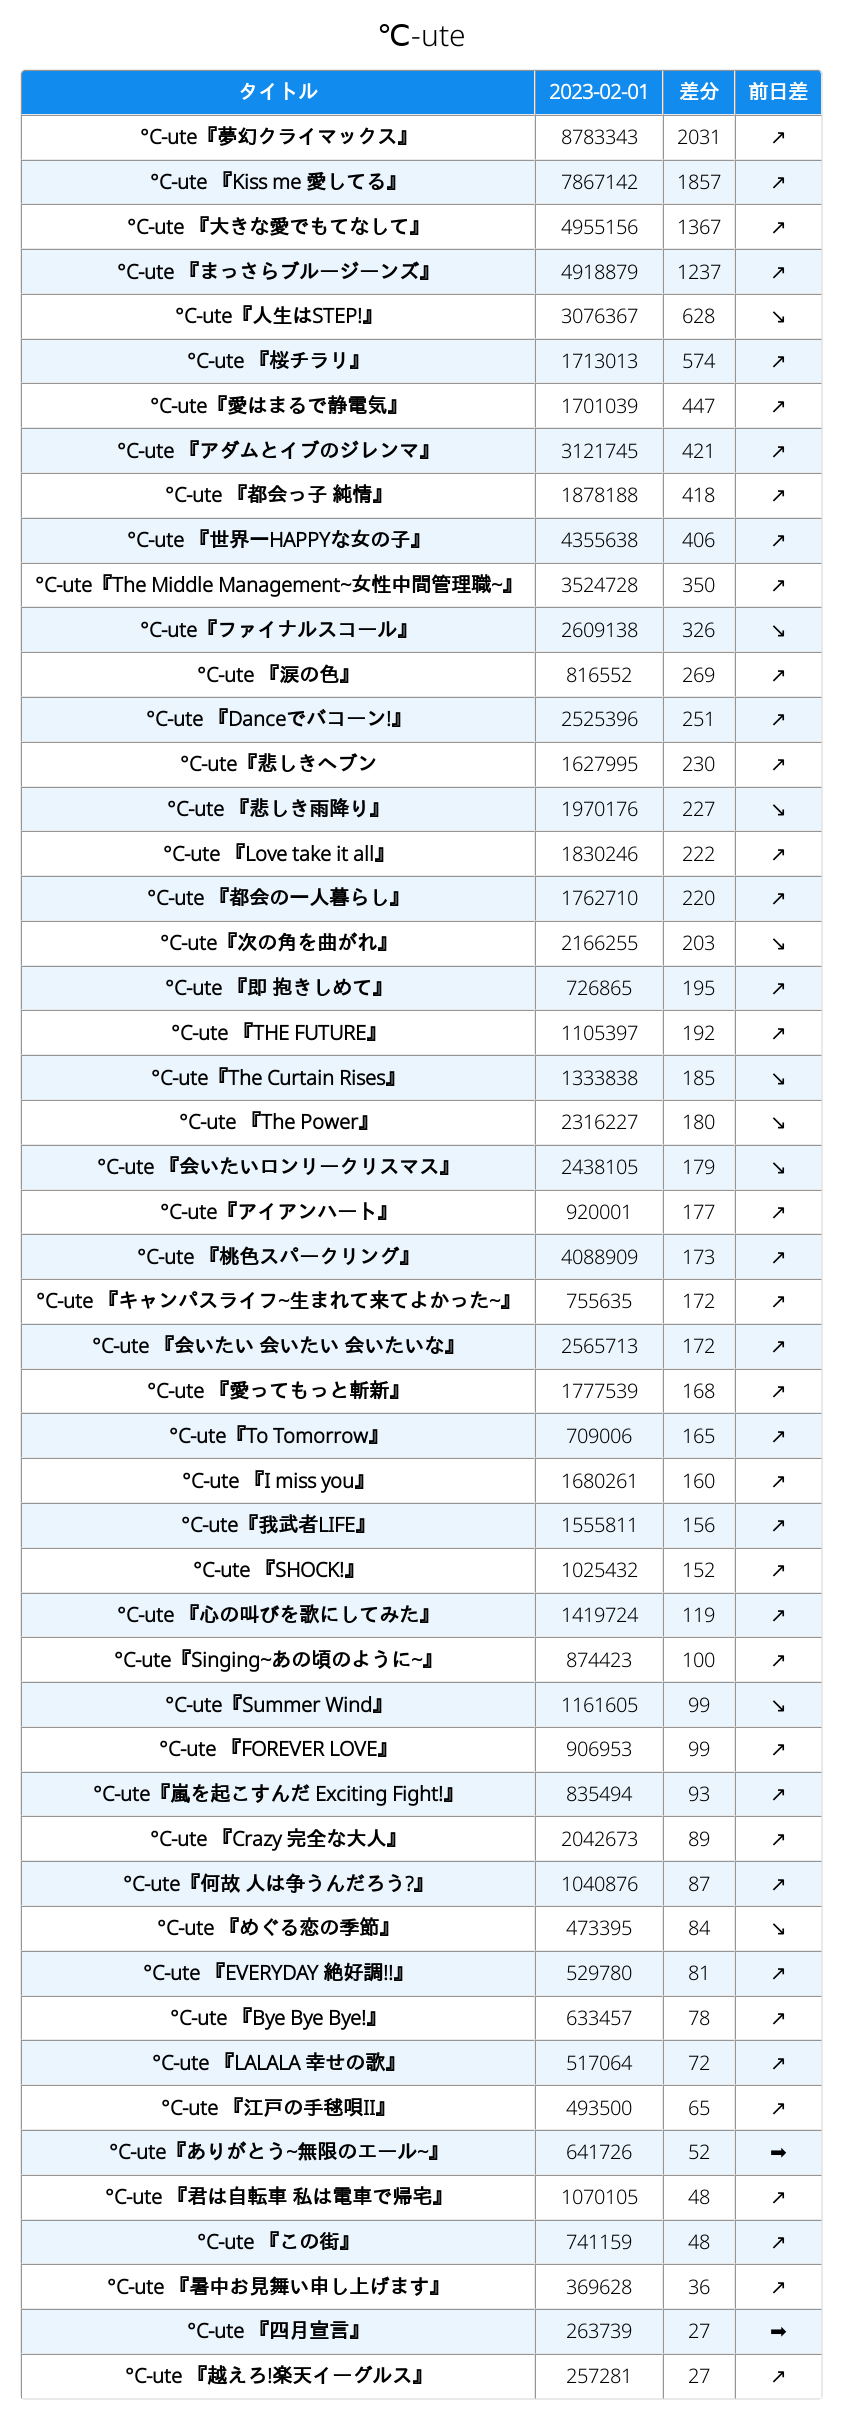 ℃-ute
タイトル 2023-02-01 差分 前日差
°C-ute『夢幻クライマックス』 8783343 2031 ↗
°C-ute 『Kiss me 愛してる』 7867142 1857 ↗
°C-ute 『大きな愛でもてなして』 4955156 1367 ↗
°C-ute 『まっさらブルージーンズ』 4918879 1237 ↗
°C-ute『人生はSTEP!』 3076367 628 ↘
°C-ute 『桜チラリ』 1713013 574 ↗
°C-ute『愛はまるで静電気』 1701039 447 ↗
°C-ute 『アダムとイブのジレンマ』 3121745 421 ↗
°C-ute 『都会っ子 純情』 1878188 418 ↗
°C-ute 『世界一HAPPYな女の子』 4355638 406 ↗
°C-ute『The Middle Management~女性中間管理職~』 3524728 350 ↗
°C-ute『ファイナルスコール』 2609138 326 ↘
°C-ute 『涙の色』 816552 269 ↗
°C-ute 『Danceでバコーン!』 2525396 251 ↗
°C-ute『悲しきヘブン 1627995 230 ↗
°C-ute 『悲しき雨降り』 1970176 227 ↘
°C-ute 『Love take it all』 1830246 222 ↗
°C-ute 『都会の一人暮らし』 1762710 220 ↗
°C-ute『次の角を曲がれ』 2166255 203 ↘
°C-ute 『即 抱きしめて』 726865 195 ↗
°C-ute 『THE FUTURE』 1105397 192 ↗
°C-ute『The Curtain Rises』 1333838 185 ↘
°C-ute 『The Power』 2316227 180 ↘
°C-ute 『会いたいロンリークリスマス』 2438105 179 ↘
°C-ute『アイアンハート』 920001 177 ↗
°C-ute 『桃色スパークリング』 4088909 173 ↗
°C-ute 『キャンパスライフ~生まれて来てよかった~』 755635 172 ↗
°C-ute 『会いたい 会いたい 会いたいな』 2565713 172 ↗
°C-ute 『愛ってもっと斬新』 1777539 168 ↗
°C-ute『To Tomorrow』 709006 165 ↗
°C-ute 『I miss you』 1680261 160 ↗
°C-ute『我武者LIFE』 1555811 156 ↗
°C-ute 『SHOCK!』 1025432 152 ↗
°C-ute 『心の叫びを歌にしてみた』 1419724 119 ↗
°C-ute『Singing~あの頃のように~』 874423 100 ↗
°C-ute『Summer Wind』 1161605 99 ↘
°C-ute 『FOREVER LOVE』 906953 99 ↗
°C-ute『嵐を起こすんだ Exciting Fight!』 835494 93 ↗
°C-ute 『Crazy 完全な大人』 2042673 89 ↗
°C-ute『何故 人は争うんだろう?』 1040876 87 ↗
°C-ute 『めぐる恋の季節』 473395 84 ↘
°C-ute 『EVERYDAY 絶好調!!』 529780 81 ↗
°C-ute 『Bye Bye Bye!』 633457 78 ↗
°C-ute 『LALALA 幸せの歌』 517064 72 ↗
°C-ute 『江戸の手毬唄II』 493500 65 ↗
°C-ute『ありがとう~無限のエール~』 641726 52 ➡
°C-ute 『君は自転車 私は電車で帰宅』 1070105 48 ↗
°C-ute 『この街』 741159 48 ↗
°C-ute 『暑中お見舞い申し上げます』 369628 36 ↗
°C-ute 『四月宣言』 263739 27 ➡
°C-ute 『越えろ!楽天イーグルス』 257281 27 ↗